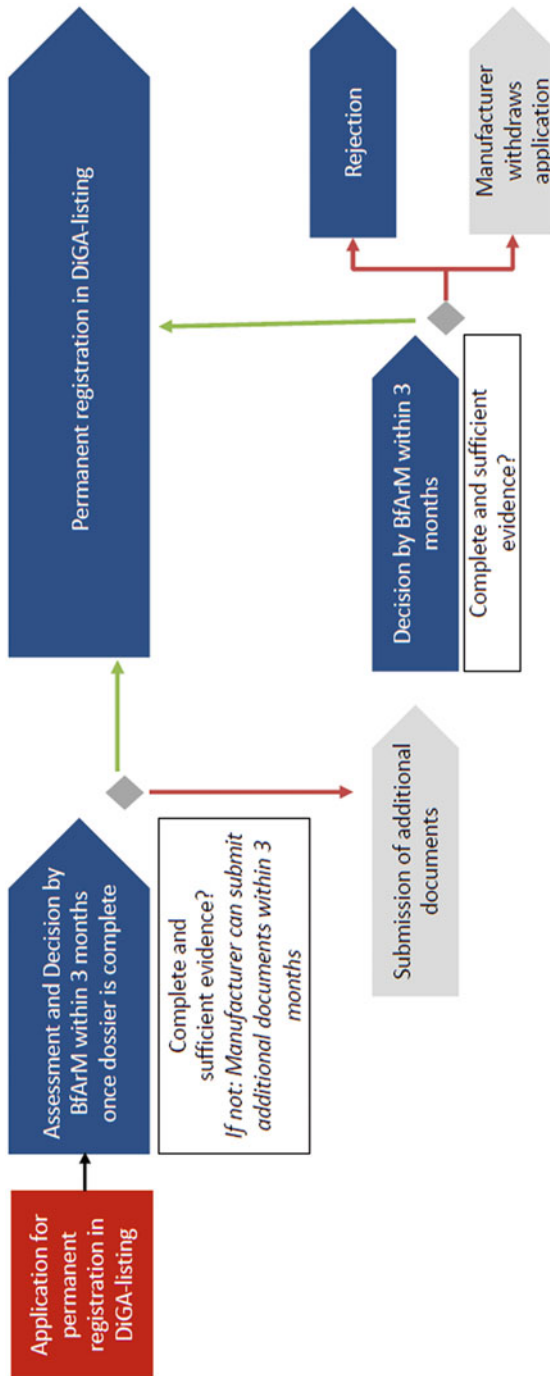 Application for
permanent
registration in
DiGA-listing
Assessment and Decision by
BfArM within 3 months
once dossier is complete
Complete and
sufficient evidence?
If not: Manufacturer can submit
additional documents within 3
months
Permanent registration in DiGA-listing
Submission of additional
documents
Decision by BfArM within 3
months
Complete and sufficient
evidence?
Rejection
Manufacturer
withdraws
application